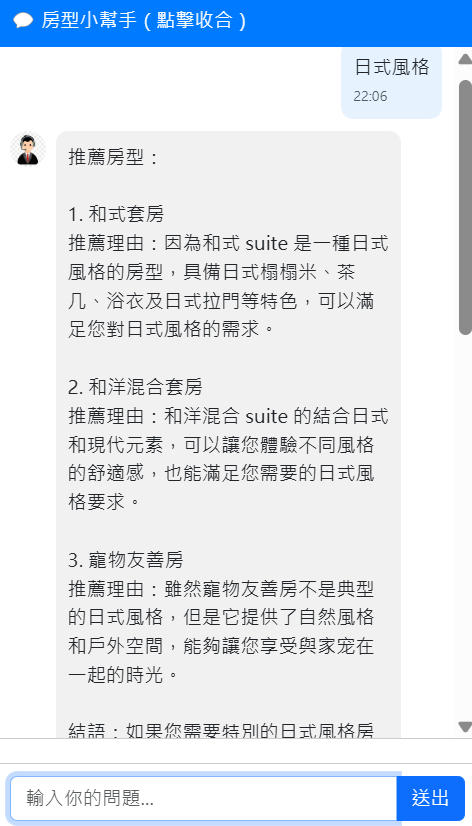 房型小幫手（點擊收合）
日式風格
22:06
推薦房型：
1. 和式套房
推薦理由：因為和式 suite 是一種日式
風格的房型，具備日式榻榻米、茶
几、浴衣及日式拉門等特色，可以滿
足您對日式風格的需求。
2. 和洋混合套房
推薦理由：和洋混合 suite 的結合日式
和現代元素，可以讓您體驗不同風格
的舒適感，也能滿足您需要的日式風
格要求。
3. 寵物友善房
推薦理由：雖然寵物友善房不是典型
的日式風格，但是它提供了自然風格
和戶外空間，能夠讓您享受與家宠在
一起的時光。
結語：如果您需要特別的日式風格房
輸入你的問題...
送出